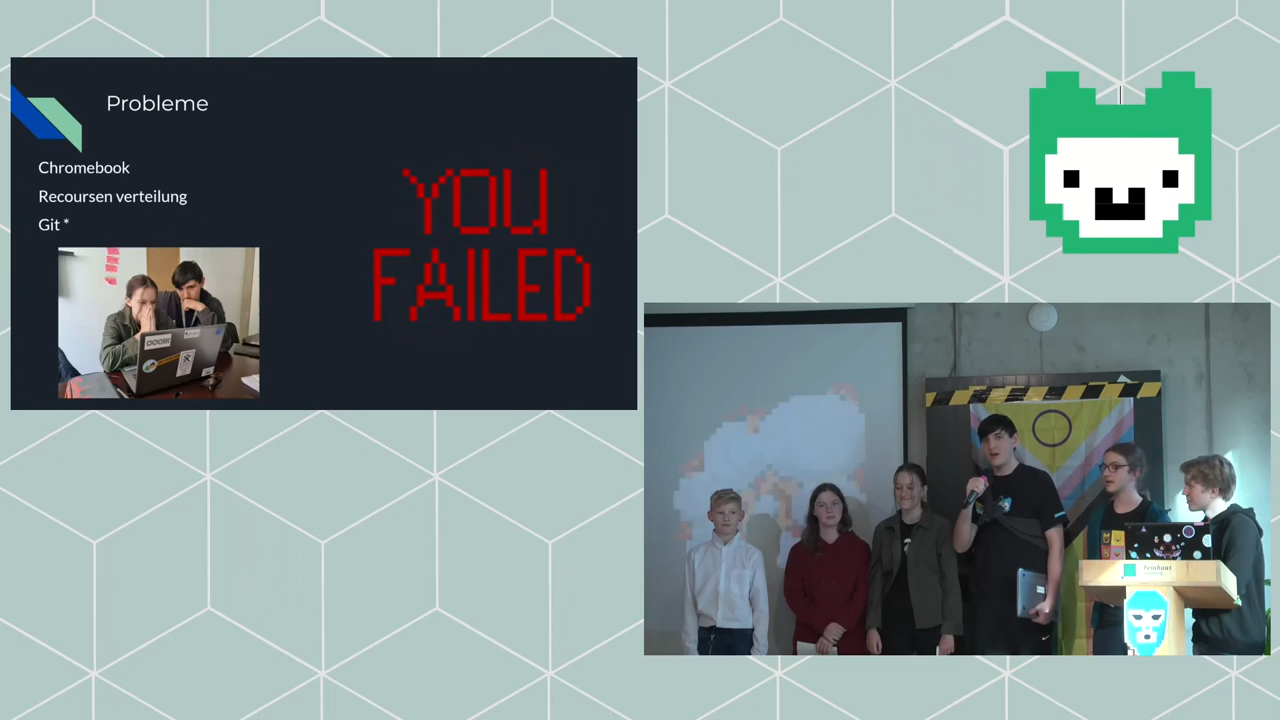 Probleme
Chromebook
Recoursen verteilung
Git *
YOU
FAILED